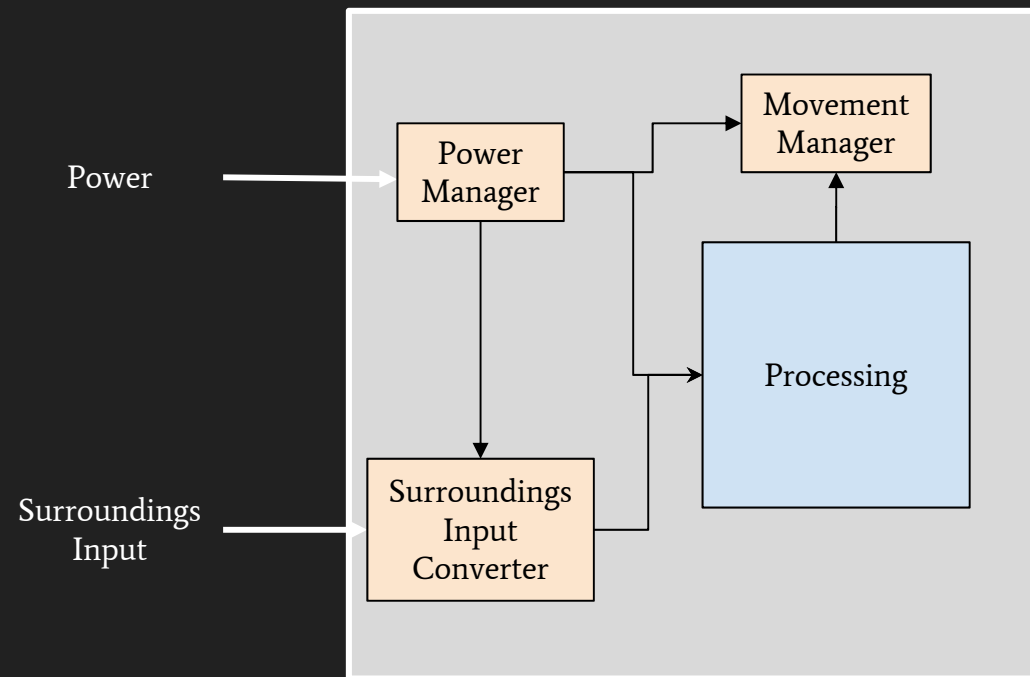 Power
Power
Manager
Movement
Manager
Processing
Surroundings
Input
Surroundings
Input
Converter